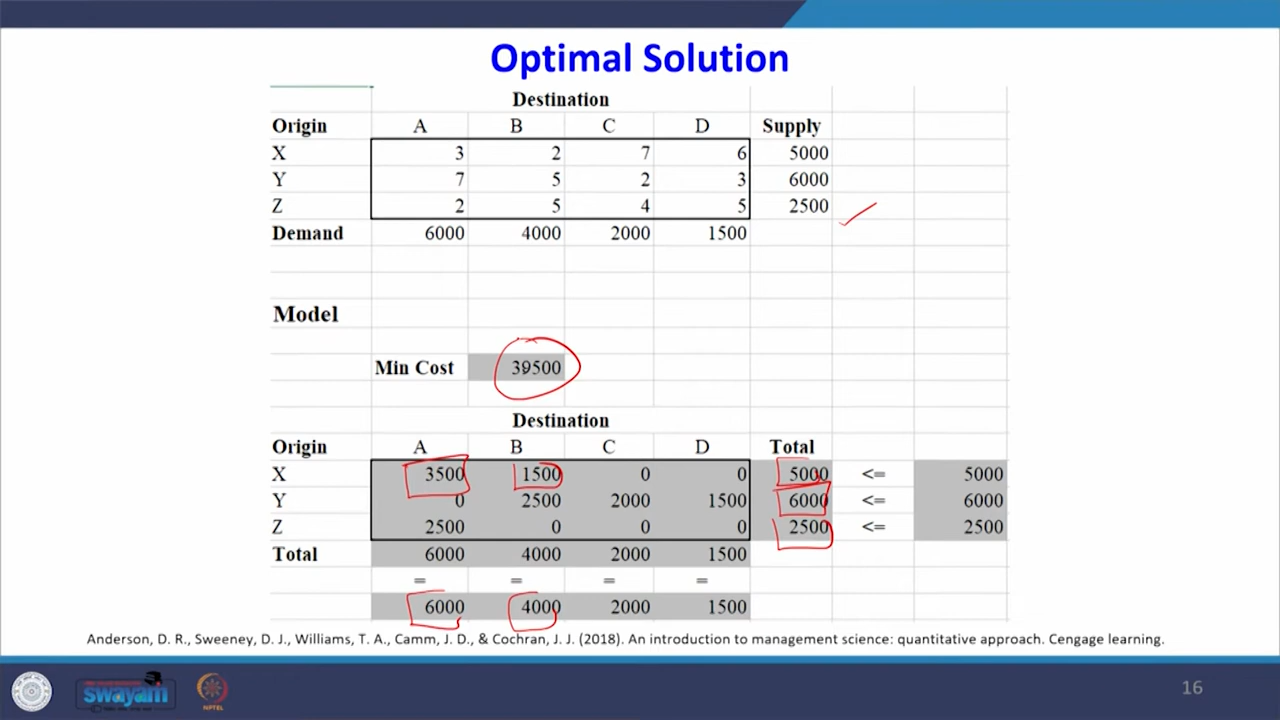 Optimal Solution
Destination
Origin A B C D Supply
X 3 2 7 6 5000
Y 7 5 2 3 6000
Z 2 5 4 5 2500
Demand 6000 4000 2000 1500
Model
Min Cost 39500
Destination
Origin A B C D Total
X 3500 1500 0 0 5000 <= 5000
Y 0 2500 2000 1500 6000 <= 6000
Z 2500 0 0 0 2500 <= 2500
Total 6000 4000 2000 1500
= = = =
6000 4000 2000 1500
Anderson, D. R., Sweeney, D. J., Williams, T. A., Camm, J. D., & Cochran, J. J. (2018). An introduction to management science: quantitative approach. Cengage learning.
swayam NPTEL 16